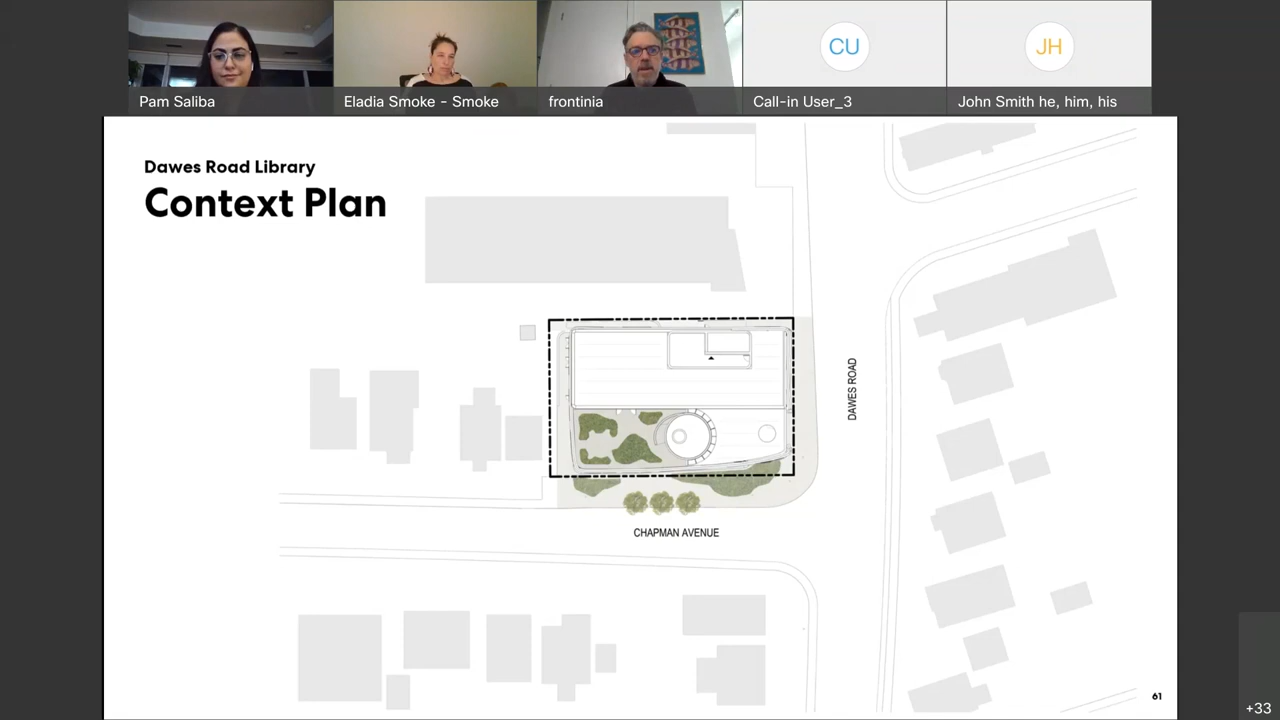 Pam Saliba
Eladia Smoke - Smoke
frontinia
CU
Call-in User_3
JH
John Smith he, him, his
Dawes Road Library
Context Plan
DAWES ROAD
CHAPMAN AVENUE
61
+33